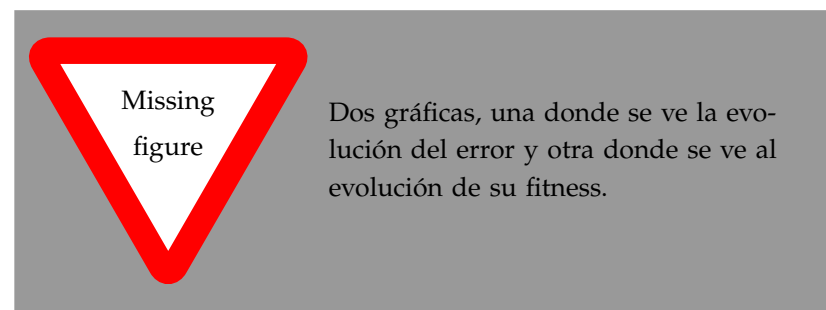 Missing
figure
Dos gráficas, una donde se ve la evo-
lución del error y otra donde se ve al
evolución de su fitness.